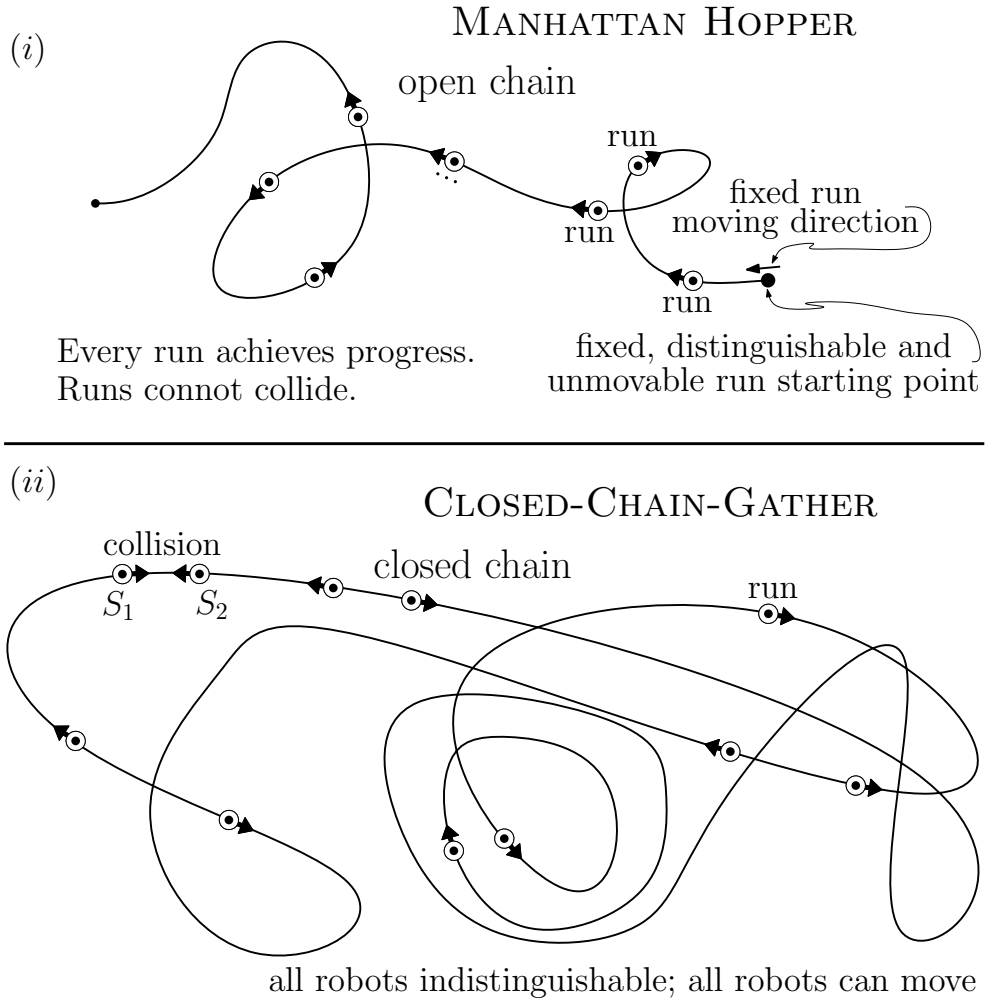 (i)
MANHATTAN HOPPER
open chain
run
fixed run
moving direction
run
run
fixed, distinguishable and
unmovable run starting point
Every run achieves progress.
Runs connot collide.
(ii)
CLOSED-CHAIN-GATHER
collision
closed chain
run
S1
S2
all robots indistinguishable; all robots can move